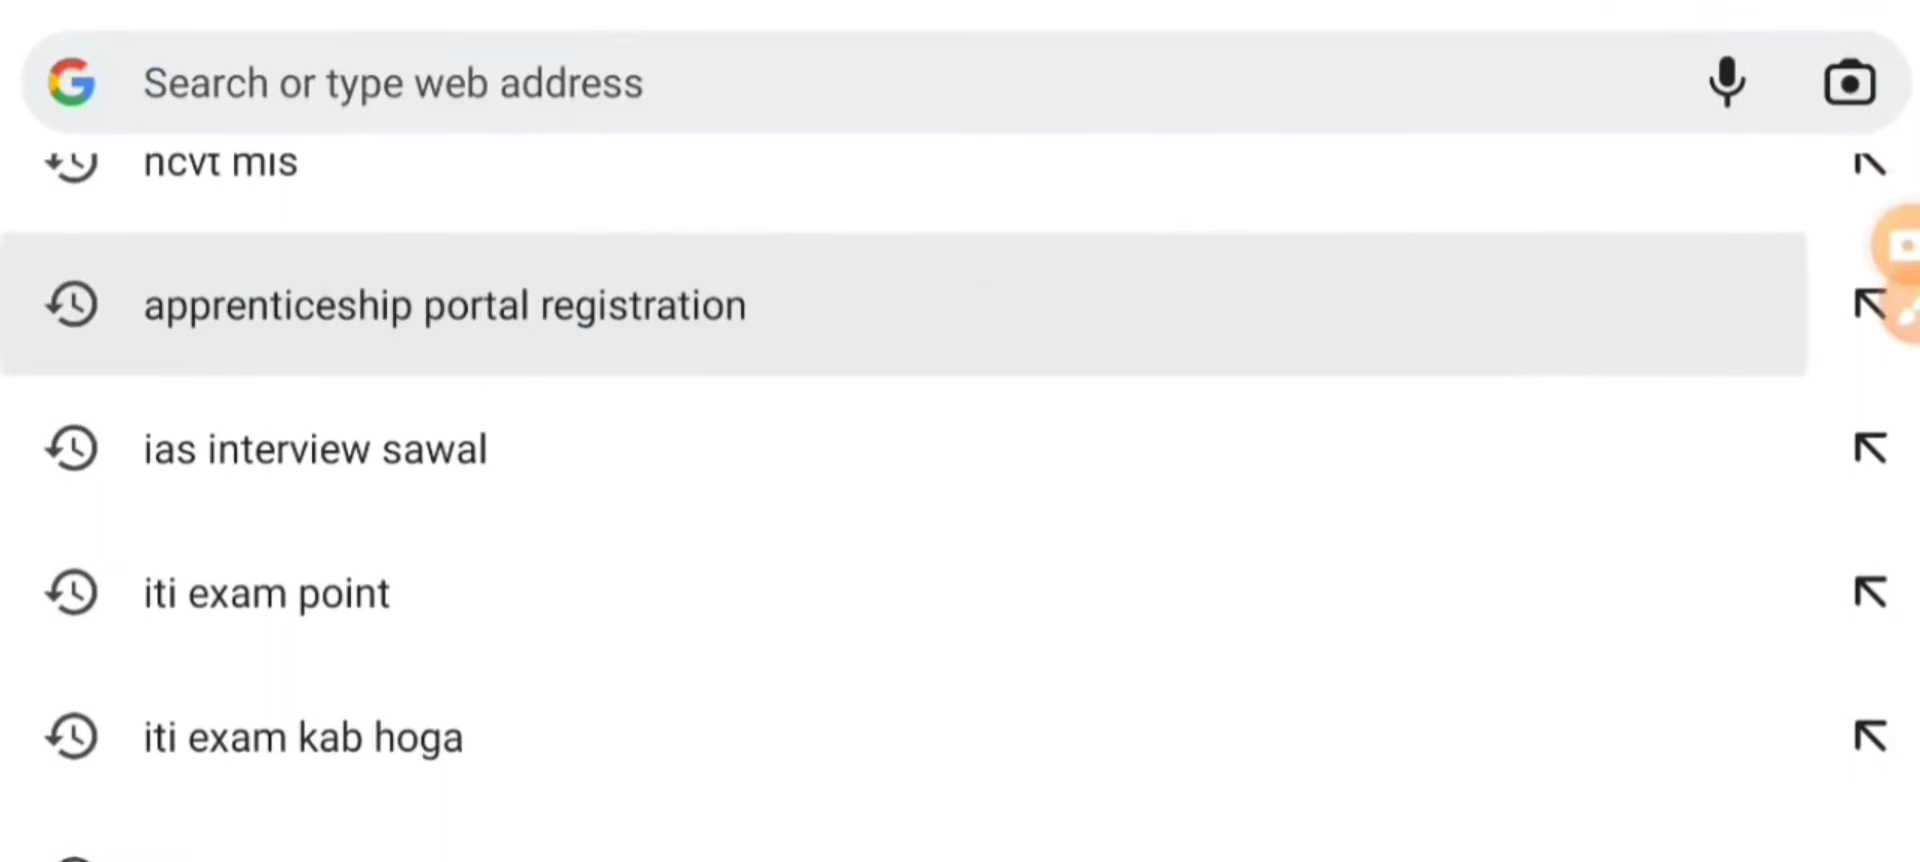 Search or type web address
ncvt mis
apprenticeship portal registration
ias interview sawal
iti exam point
iti exam kab hoga